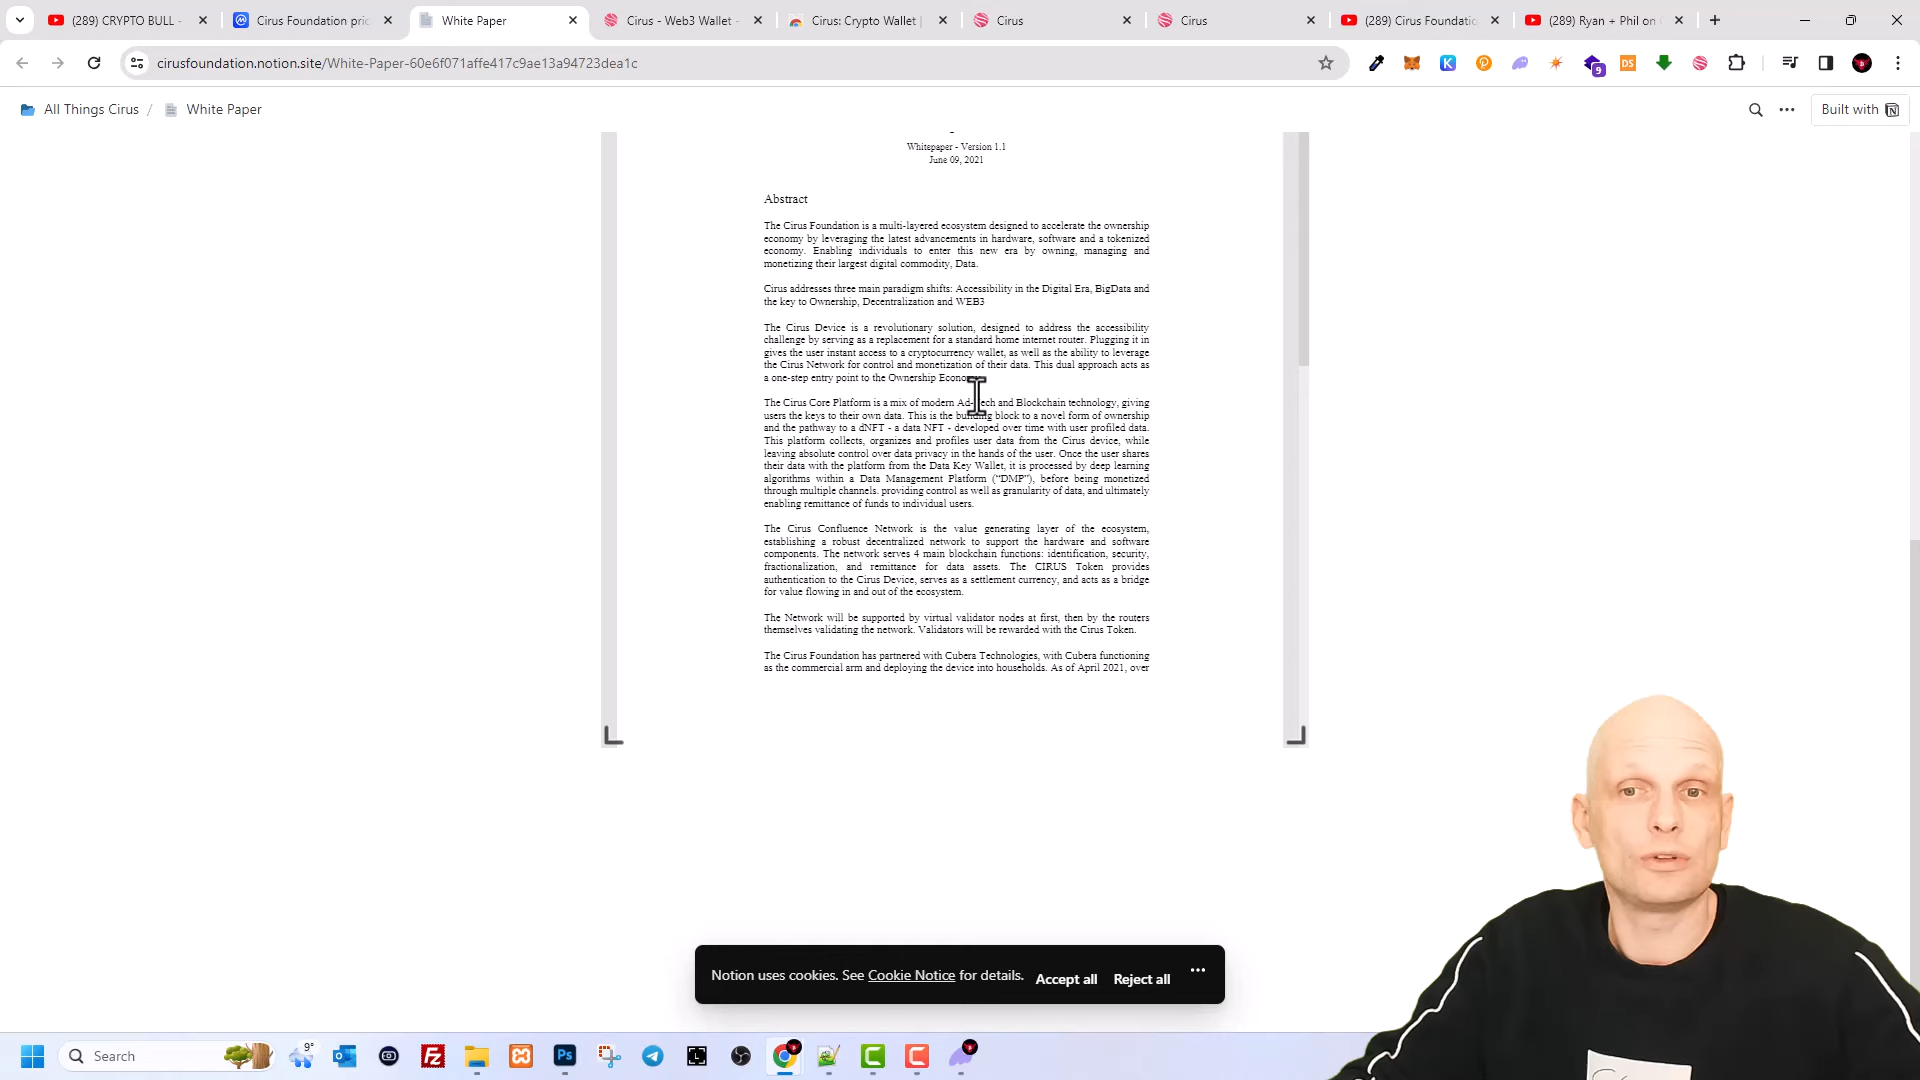 (289) CRYPTO BULL -
Cirus Foundation pric
White Paper
Cirus - Web3 Wallet -
Cirus: Crypto Wallet |
Cirus
Cirus
(289) Cirus Foundatio
(289) Ryan + Phil on
cirusfoundation.notion.site/White-Paper-60e6f071affe417c9ae13a94723dea1c
9
All Things Cirus / White Paper
Built with
Whitepaper - Version 1.1
June 09, 2021
Abstract
The Cirus Foundation is a multi-layered ecosystem designed to accelerate the ownership
economy by leveraging the latest advancements in hardware, software and a tokenized
economy. Enabling individuals to enter this new era by owning, managing and
monetizing their largest digital commodity, Data.
Cirus addresses three main paradigm shifts: Accessibility in the Digital Era, BigData and
the key to Ownership, Decentralization and WEB3
The Cirus Device is a revolutionary solution, designed to address the accessibility
challenge by serving as a replacement for a standard home internet router. Plugging it in
gives the user instant access to a cryptocurrency wallet, as well as the ability to leverage
the Cirus Network for control and monetization of their data. This dual approach acts as
a one-step entry point to the Ownership Econo
The Cirus Core Platform is a mix of modern Ad-Tech and Blockchain technology, giving
users the keys to their own data. This is the building block to a novel form of ownership
and the pathway to a dNFT - a data NFT - developed over time with user profiled data.
This platform collects, organizes and profiles user data from the Cirus device, while
leaving absolute control over data privacy in the hands of the user. Once the user shares
their data with the platform from the Data Key Wallet, it is processed by deep learning
algorithms within a Data Management Platform ("DMP"), before being monetized
through multiple channels. providing control as well as granularity of data, and ultimately
enabling remittance of funds to individual users.
The Cirus Confluence Network is the value generating layer of the ecosystem,
establishing a robust decentralized network to support the hardware and software
components. The network serves 4 main blockchain functions: identification, security,
fractionalization, and remittance for data assets. The CIRUS Token provides
authentication to the Cirus Device, serves as a settlement currency, and acts as a bridge
for value flowing in and out of the ecosystem.
The Network will be supported by virtual validator nodes at first, then by the routers
themselves validating the network. Validators will be rewarded with the Cirus Token.
The Cirus Foundation has partnered with Cubera Technologies, with Cubera functioning
as the commercial arm and deploying the device into households. As of April 2021, over
Notion uses cookies. See Cookie Notice for details.
Accept all
Reject all
Search
9°